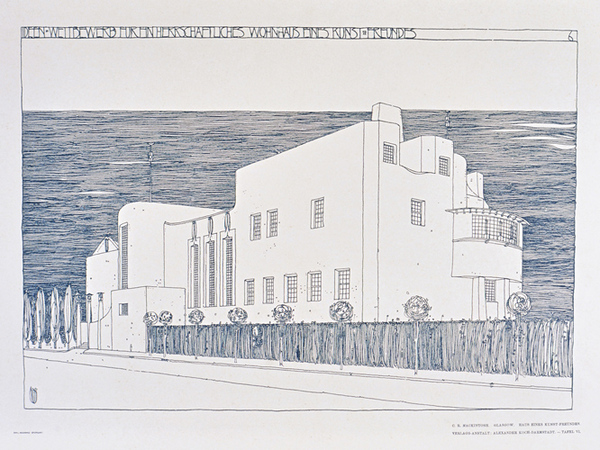 IDEEN·WETTBEWERB FÜR EIN HERRSCHAFTLICHES WOHNHAUS EINES KUNST=FREUNDES
6
C. R. MACKINTOSH GLASGOW. HAUS EINES KUNST-FREUNDES
VERLAGS-ANSTALT: ALEXANDER KOCH-DARMSTADT. — TAFEL VI.